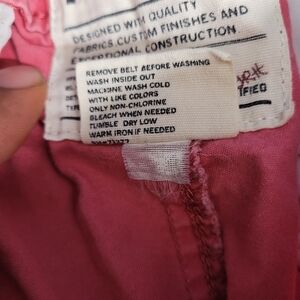 DESIGNED WITH QUALITY
FABRICS, CUSTOM FINISHES AND
EXCEPTIONAL CONSTRUCTION
REMOVE BELT BEFORE WASHING
WASH INSIDE OUT
MACHINE WASH COLD
WITH LIKE COLORS
ONLY NON-CHLORINE
BLEACH WHEN NEEDED
TUMBLE DRY LOW
WARM IRON IF NEEDED
TIFIED